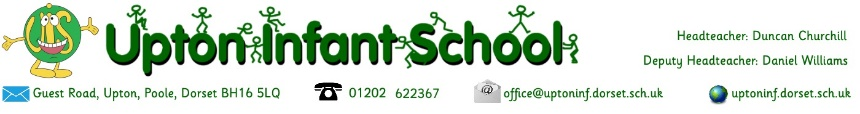 UIS
Upton Infant School
Headteacher: Duncan Churchill
Deputy Headteacher: Daniel Williams
Guest Road, Upton, Poole, Dorset BH16 5LQ 01202 622367 @ office@uptoninf.dorset.sch.uk uptoninf.dorset.sch.uk